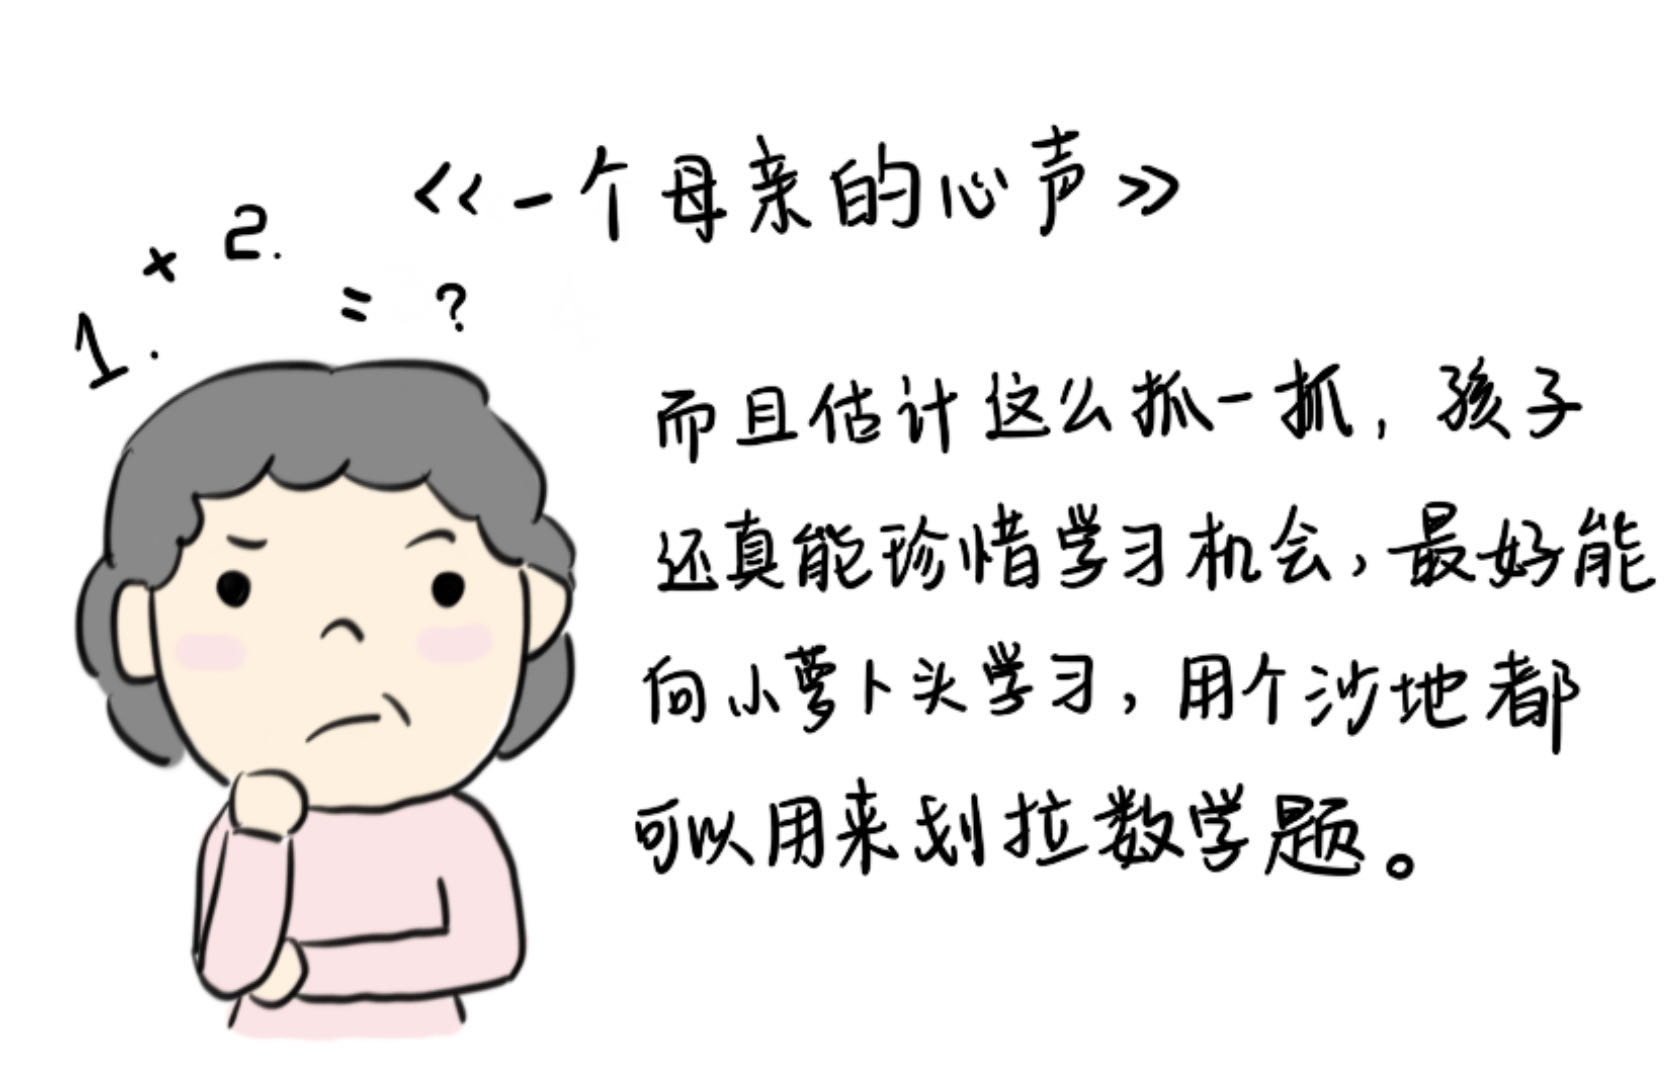 《一个母亲的心声》
1. + 2. = ?
而且估计这么抓一抓，孩子
还真能珍惜学习机会，最好能
向小萝卜头学习，用个沙地都
可以用来划拉数学题。